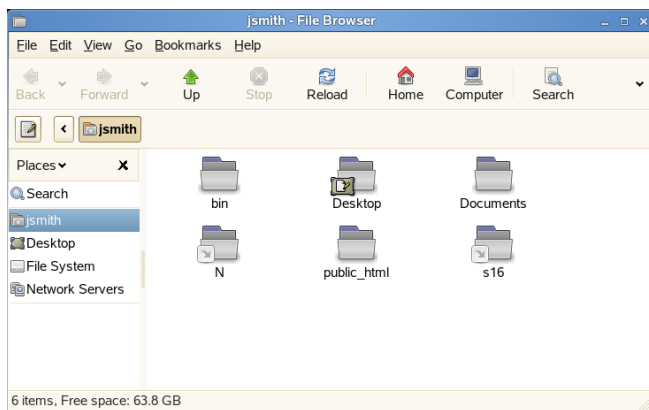 jsmith - File Browser
File Edit View Go Bookmarks Help
Back Forward Up Stop Reload Home Computer Search
jsmith
Places
Search
jsmith
Desktop
File System
Network Servers
bin Desktop Documents
N public_html s16
6 items, Free space: 63.8 GB